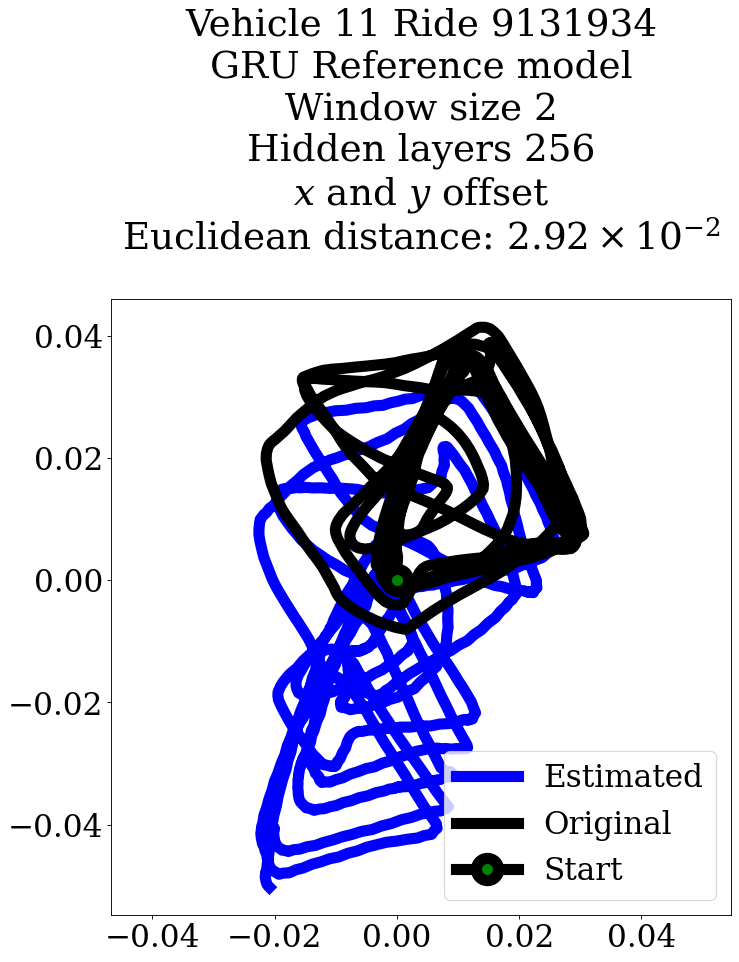 Vehicle 11 Ride 9131934
GRU Reference model
Window size 2
Hidden layers 256
x and y offset
Euclidean distance: 2.92 × 10⁻²
0.04
0.02
0.00
−0.02
−0.04
Estimated
Original
Start
−0.04 −0.02 0.00 0.02 0.04